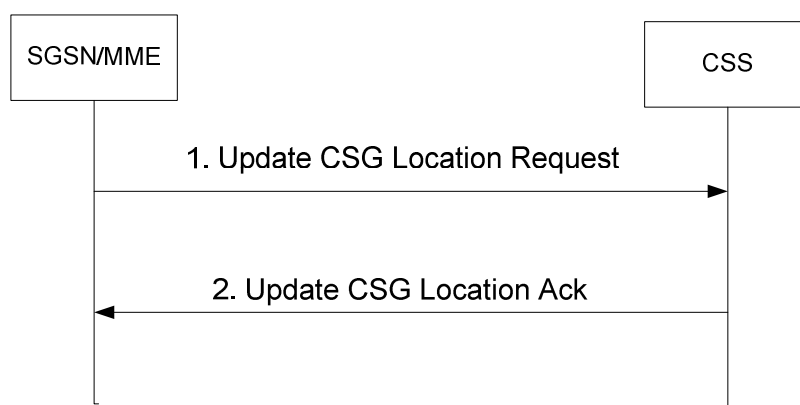 SGSN/MME
CSS
1. Update CSG Location Request
2. Update CSG Location Ack